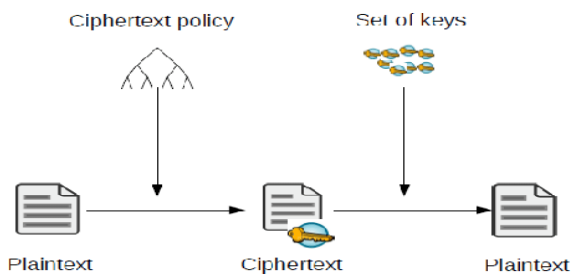 Ciphertext policy
Set of keys
Plaintext
Ciphertext
Plaintext